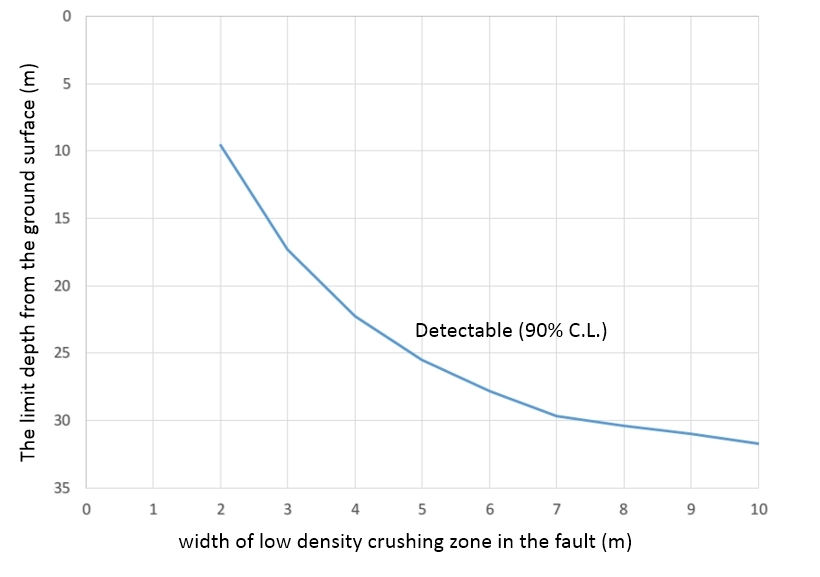 The limit depth from the ground surface (m)
0
5
10
15
20
25
30
35
Detectable (90% C.L.)
0 1 2 3 4 5 6 7 8 9 10
width of low density crushing zone in the fault (m)